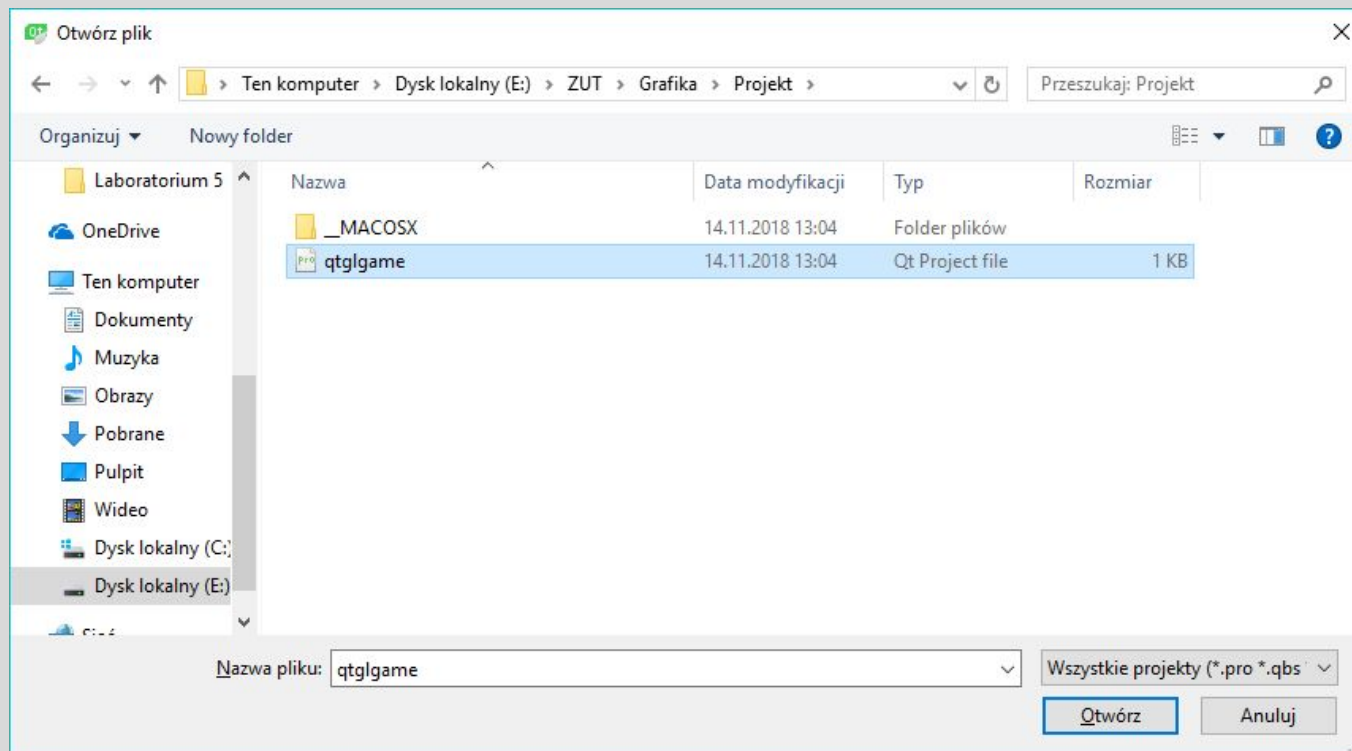 Otwórz plik
Ten komputer > Dysk lokalny (E:) > ZUT > Grafika > Projekt >
Przeszukaj: Projekt
Organizuj Nowy folder
Laboratorium 5
OneDrive
Ten komputer
Dokumenty
Muzyka
Obrazy
Pobrane
Pulpit
Wideo
Dysk lokalny (C:)
Dysk lokalny (E:)
Nazwa Data modyfikacji Typ Rozmiar
__MACOSX 14.11.2018 13:04 Folder plików
qtglgame 14.11.2018 13:04 Qt Project file 1 KB
Nazwa pliku: qtglgame
Wszystkie projekty (*.pro *.qbs
Otwórz Anuluj